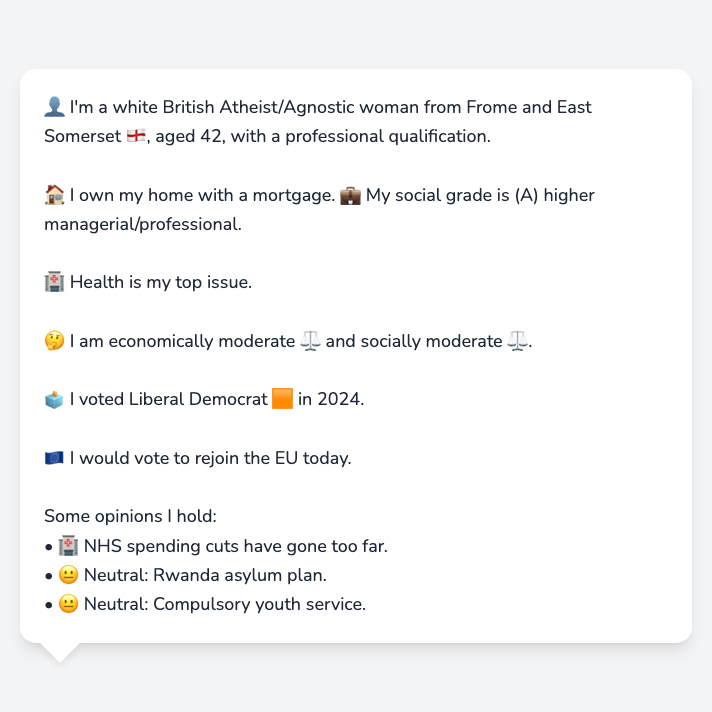 👤 I'm a white British Atheist/Agnostic woman from Frome and East
Somerset 🏴󠁧󠁢󠁥󠁮󠁧󠁿, aged 42, with a professional qualification.
🏠 I own my home with a mortgage. 💼 My social grade is (A) higher
managerial/professional.
🏥 Health is my top issue.
🤔 I am economically moderate ⚖️ and socially moderate ⚖️.
🗳️ I voted Liberal Democrat 🟧 in 2024.
🇪🇺 I would vote to rejoin the EU today.
Some opinions I hold:
• 🏥 NHS spending cuts have gone too far.
• 😐 Neutral: Rwanda asylum plan.
• 😐 Neutral: Compulsory youth service.